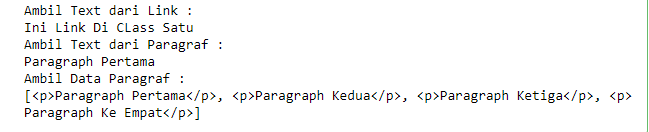 Ambil Text dari Link :
Ini Link Di CLass Satu
Ambil Text dari Paragraf :
Paragraph Pertama
Ambil Data Paragraf :
[<p>Paragraph Pertama</p>, <p>Paragraph Kedua</p>, <p>Paragraph Ketiga</p>, <p>
Paragraph Ke Empat</p>]